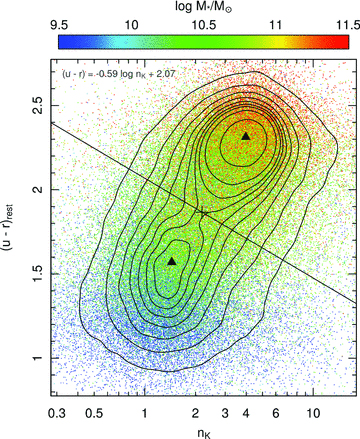 log M*/M⊙
9.5 10 10.5 11 11.5
(u - r) = -0.59 log nK + 2.07
2.5
2
1.5
1
(u - r)rest
0.3 0.5 1 2 3 4 5 10
nK